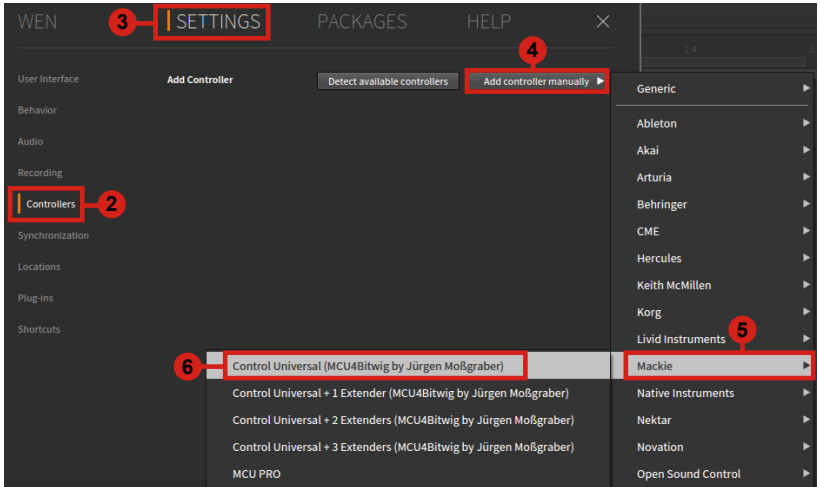 WEN
3
SETTINGS
PACKAGES
HELP
4
2.4
3.
User Interface
Add Controller
Detect available controllers
Add controller manually
Behavior
Audio
Recording
Controllers
2
Synchronization
Locations
Plug-ins
Shortcuts
Generic
Ableton
Akai
Arturia
Behringer
CME
Hercules
Keith McMillen
Korg
Livid Instruments
5
Mackie
Native Instruments
Nektar
Novation
Open Sound Control
6
Control Universal (MCU4Bitwig by Jürgen Moßgraber)
Control Universal + 1 Extender (MCU4Bitwig by Jürgen Moßgraber)
Control Universal + 2 Extenders (MCU4Bitwig by Jürgen Moßgraber)
Control Universal + 3 Extenders (MCU4Bitwig by Jürgen Moßgraber)
MCU PRO